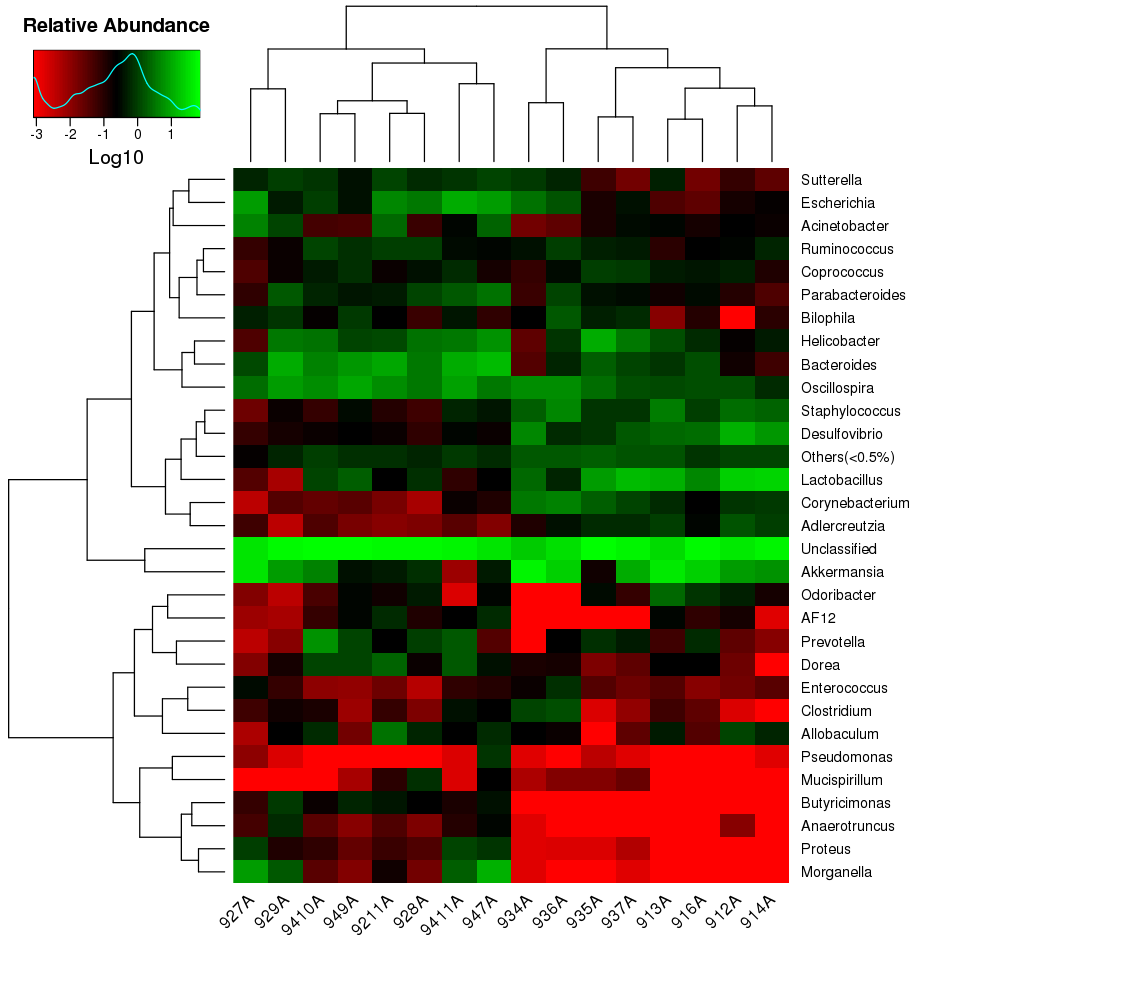 Relative Abundance
-3 -2 -1 0 1
Log10
Sutterella
Escherichia
Acinetobacter
Ruminococcus
Coprococcus
Parabacteroides
Bilophila
Helicobacter
Bacteroides
Oscillospira
Staphylococcus
Desulfovibrio
Others(<0.5%)
Lactobacillus
Corynebacterium
Adlercreutzia
Unclassified
Akkermansia
Odoribacter
AF12
Prevotella
Dorea
Enterococcus
Clostridium
Allobaculum
Pseudomonas
Mucispirillum
Butyricimonas
Anaerotruncus
Proteus
Morganella
927A 929A 9410A 949A 9211A 928A 9411A 947A 934A 936A 935A 937A 913A 916A 912A 914A